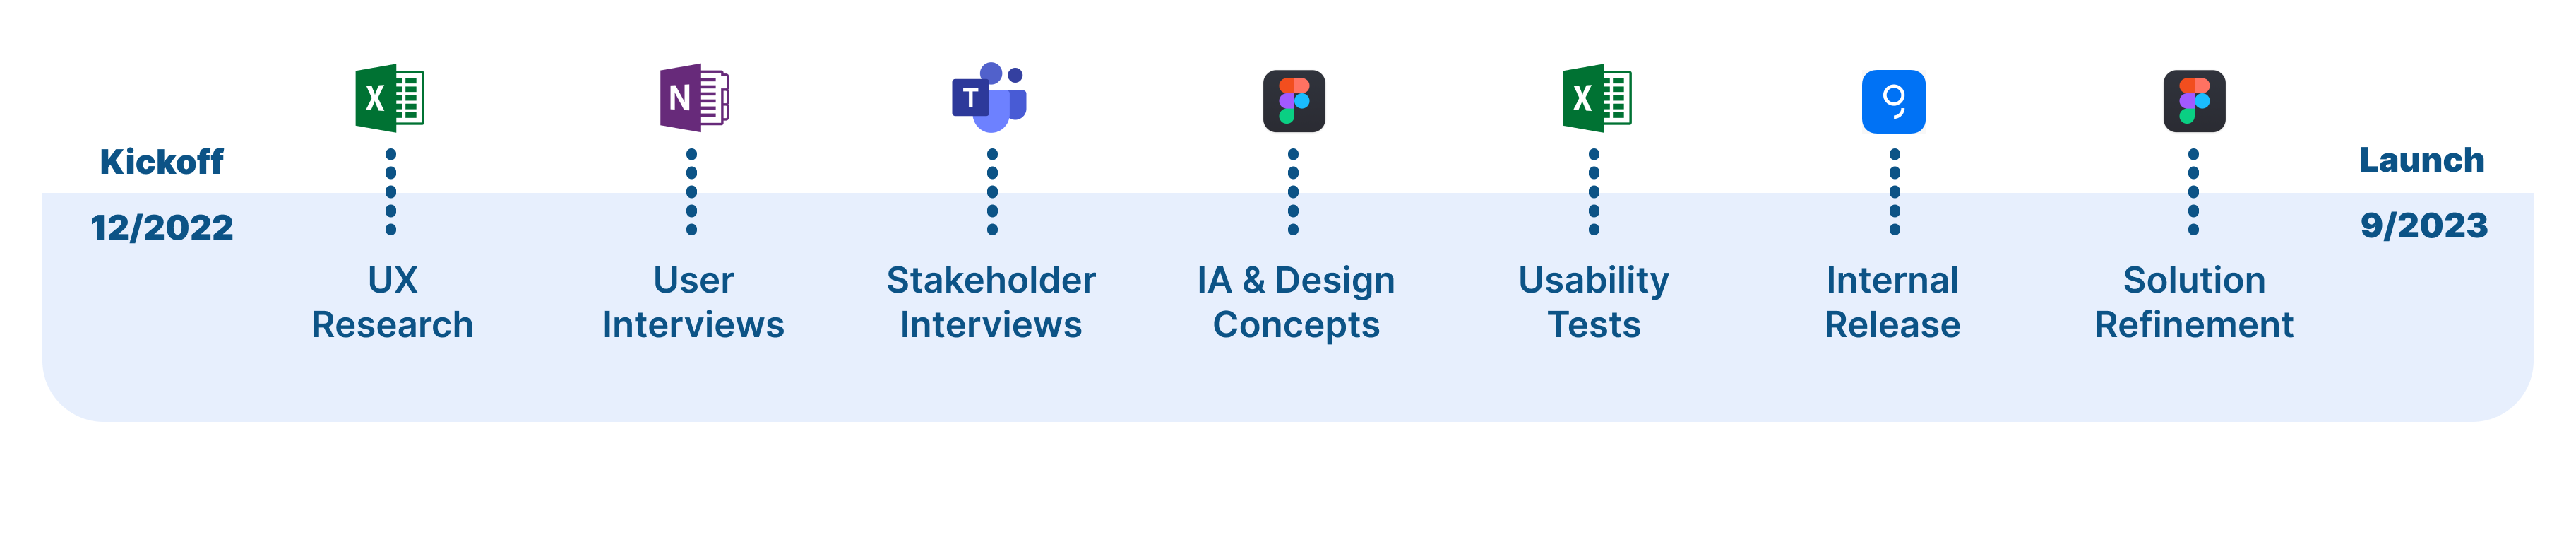 X
N
T
X
Kickoff
Launch
12/2022
9/2023
UX
Research
User
Interviews
Stakeholder
Interviews
IA & Design
Concepts
Usability
Tests
Internal
Release
Solution
Refinement